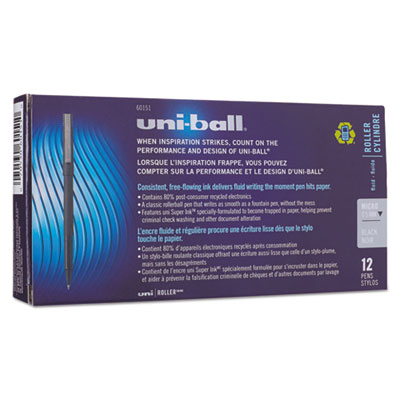 60151
uni-ball®
WHEN INSPIRATION STRIKES, COUNT ON THE
PERFORMANCE AND DESIGN OF UNI-BALL®
LORSQUE L'INSPIRATION FRAPPE, VOUS POUVEZ
COMPTER SUR LA PERFORMANCE ET LE DESIGN D'UNI-BALL®
Consistent, free-flowing ink delivers fluid writing the moment pen hits paper.
• Contains 80% post-consumer recycled electronics
• A classic rollerball pen that writes as smooth as a fountain pen, without the mess
• Features uni Super Ink™ specially-formulated to become trapped in paper, helping prevent
criminal check alteration and document tampering
L'encre fluide et régulière procure une écriture lisse dès que le stylo
touche le papier.
• Contient 80% d'appareils électroniques recyclés après consommation
• Un stylo-bille roulante classique offrant une écriture aussi lisse que celle d'un stylo-plume,
mais sans les désagréments
• Contient de l'encre uni Super Ink™ spécialement formulée pour s'incruster dans le papier,
et aider à prévenir la falsification criminelle de chèques et d'autres documents par lavage
uni ROLLER
ROLLER
CYLINDRE
fluid • fluide
MICRO
BLACK
NOIR
12
PENS
STYLOS